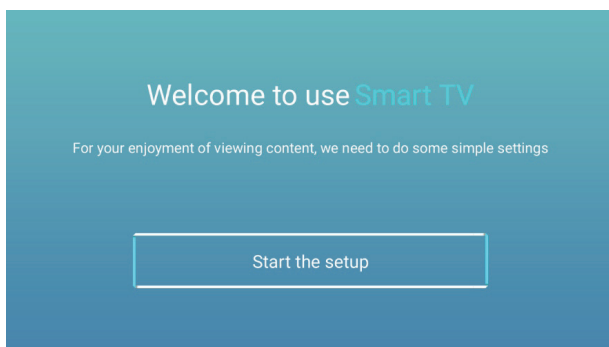 Welcome to use Smart TV
For your enjoyment of viewing content, we need to do some simple settings
Start the setup